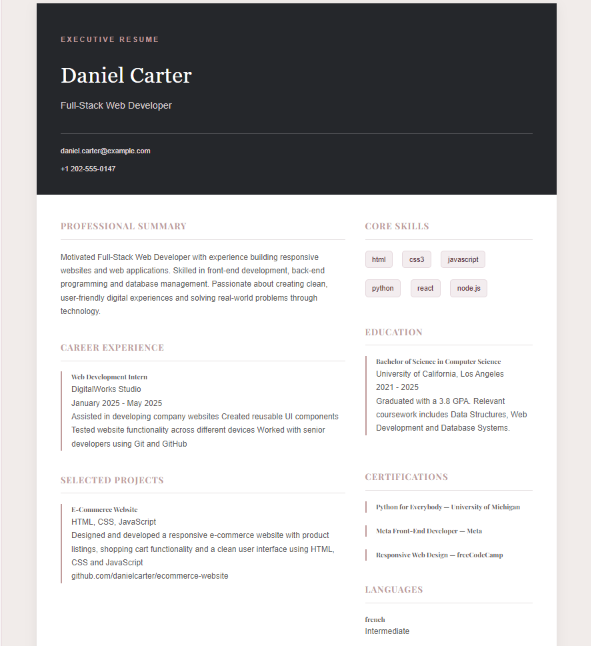 EXECUTIVE RESUME
Daniel Carter
Full-Stack Web Developer
daniel.carter@example.com
+1 202-555-0147
PROFESSIONAL SUMMARY
Motivated Full-Stack Web Developer with experience building responsive
websites and web applications. Skilled in front-end development, back-end
programming and database management. Passionate about creating clean,
user-friendly digital experiences and solving real-world problems through
technology.
CAREER EXPERIENCE
Web Development Intern
DigitalWorks Studio
January 2025 - May 2025
Assisted in developing company websites Created reusable UI components
Tested website functionality across different devices Worked with senior
developers using Git and GitHub
SELECTED PROJECTS
E-Commerce Website
HTML, CSS, JavaScript
Designed and developed a responsive e-commerce website with product
listings, shopping cart functionality and a clean user interface using HTML,
CSS and JavaScript
github.com/danielcarter/ecommerce-website
CORE SKILLS
html css3 javascript
python react node.js
EDUCATION
Bachelor of Science in Computer Science
University of California, Los Angeles
2021 - 2025
Graduated with a 3.8 GPA. Relevant
coursework includes Data Structures, Web
Development and Database Systems.
CERTIFICATIONS
Python for Everybody — University of Michigan
Meta Front-End Developer — Meta
Responsive Web Design — freeCodeCamp
LANGUAGES
french
Intermediate